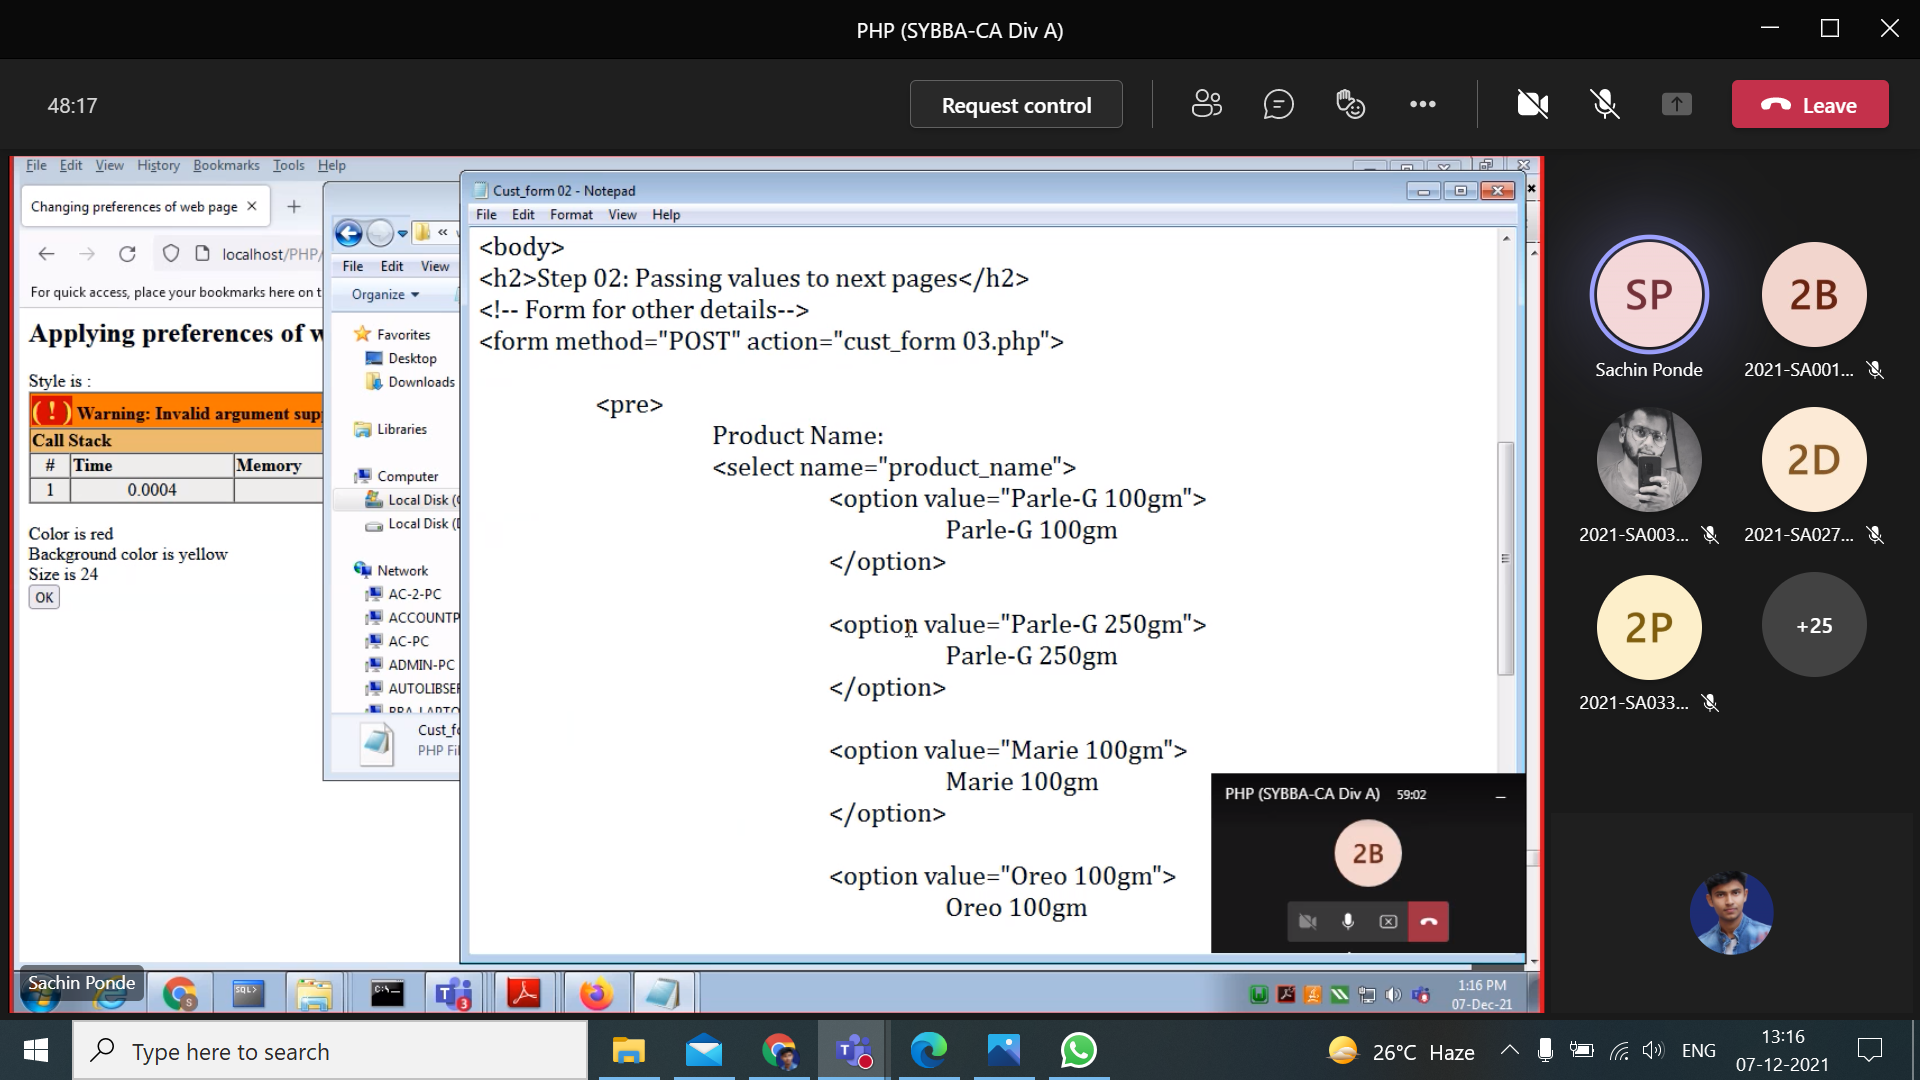 PHP (SYBBA-CA Div A)
48:17
Request control
Leave
File Edit View History Bookmarks Tools Help
Changing preferences of web page
localhost/PHP/
For quick access, place your bookmarks here on t
Applying preferences of w
Style is :
( ! ) Warning: Invalid argument sup
Call Stack
# Time Memory
1 0.0004
Color is red
Background color is yellow
Size is 24
OK
File Edit View
Organize
Favorites
Desktop
Downloads
Libraries
Computer
Local Disk (
Local Disk (
Network
AC-2-PC
ACCOUNTP
AC-PC
ADMIN-PC
AUTOLIBSE
Cust_fo
PHP Fil
Cust_form 02 - Notepad
File Edit Format View Help
<body>
<h2>Step 02: Passing values to next pages</h2>
<!-- Form for other details-->
<form method="POST" action="cust_form 03.php">
<pre>
Product Name:
<select name="product_name">
<option value="Parle-G 100gm">
Parle-G 100gm
</option>
<option value="Parle-G 250gm">
Parle-G 250gm
</option>
<option value="Marie 100gm">
Marie 100gm
</option>
<option value="Oreo 100gm">
Oreo 100gm
PHP (SYBBA-CA Div A) 59:02
2B
SP
Sachin Ponde
2B
2021-SA001...
2021-SA003...
2D
2021-SA027...
2P
2021-SA033...
+25
Sachin Ponde
SQL>
C:\
3
1:16 PM
07-Dec-21
Type here to search
26°C Haze
ENG
13:16
07-12-2021